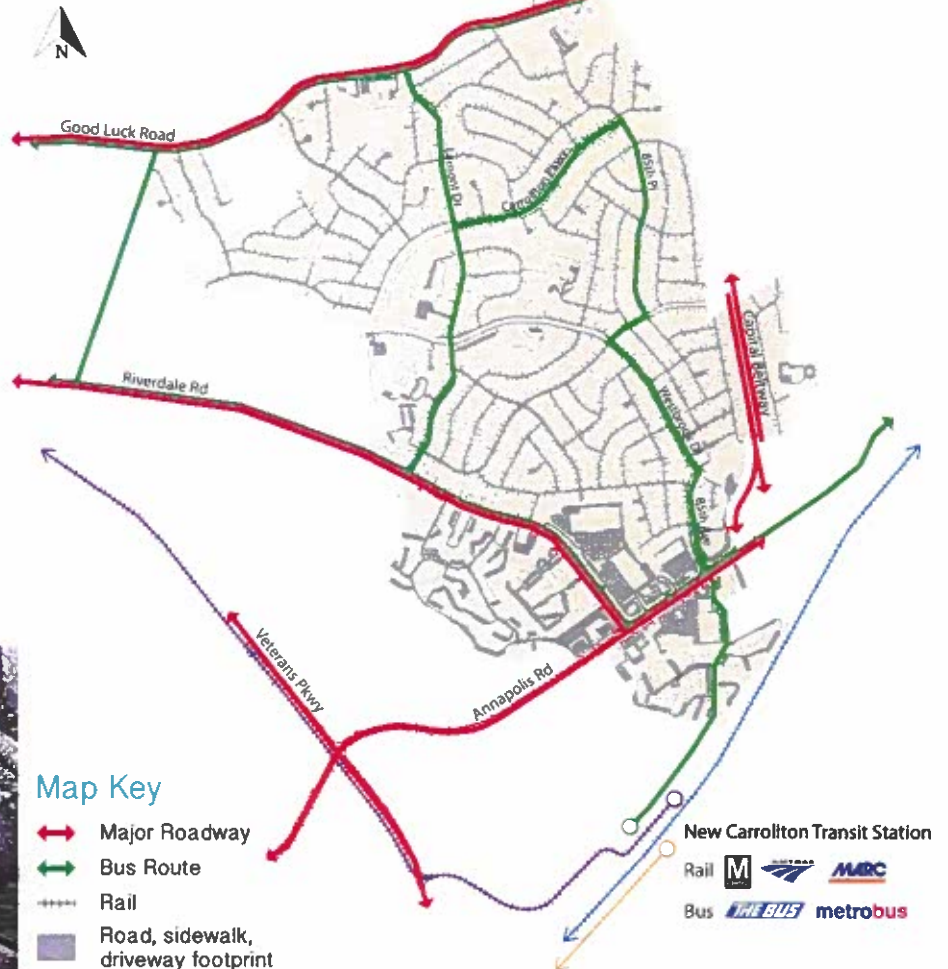 N
Good Luck Road
Lamont Dr
Carrollton Pkwy
85th Pl
Capital Beltway
Riverdale Rd
Westbrook Dr
85th Ave
Veterans Pkwy
Annapolis Rd
Map Key
Major Roadway
Bus Route
Rail
Road, sidewalk,
driveway footprint
New Carrollton Transit Station
Rail M MARC
Bus THE BUS metrobus